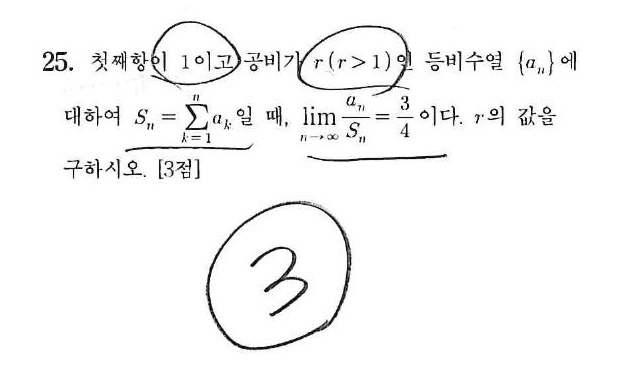 25. 첫째항이 1이고 공비가 r(r>1)인 등비수열 {aₙ}에
대하여 Sₙ = ∑ₖ₌₁ⁿ aₖ일 때, lim_{n→∞} aₙ/Sₙ = 3/4 이다. r의 값을
구하시오. [3점]
3